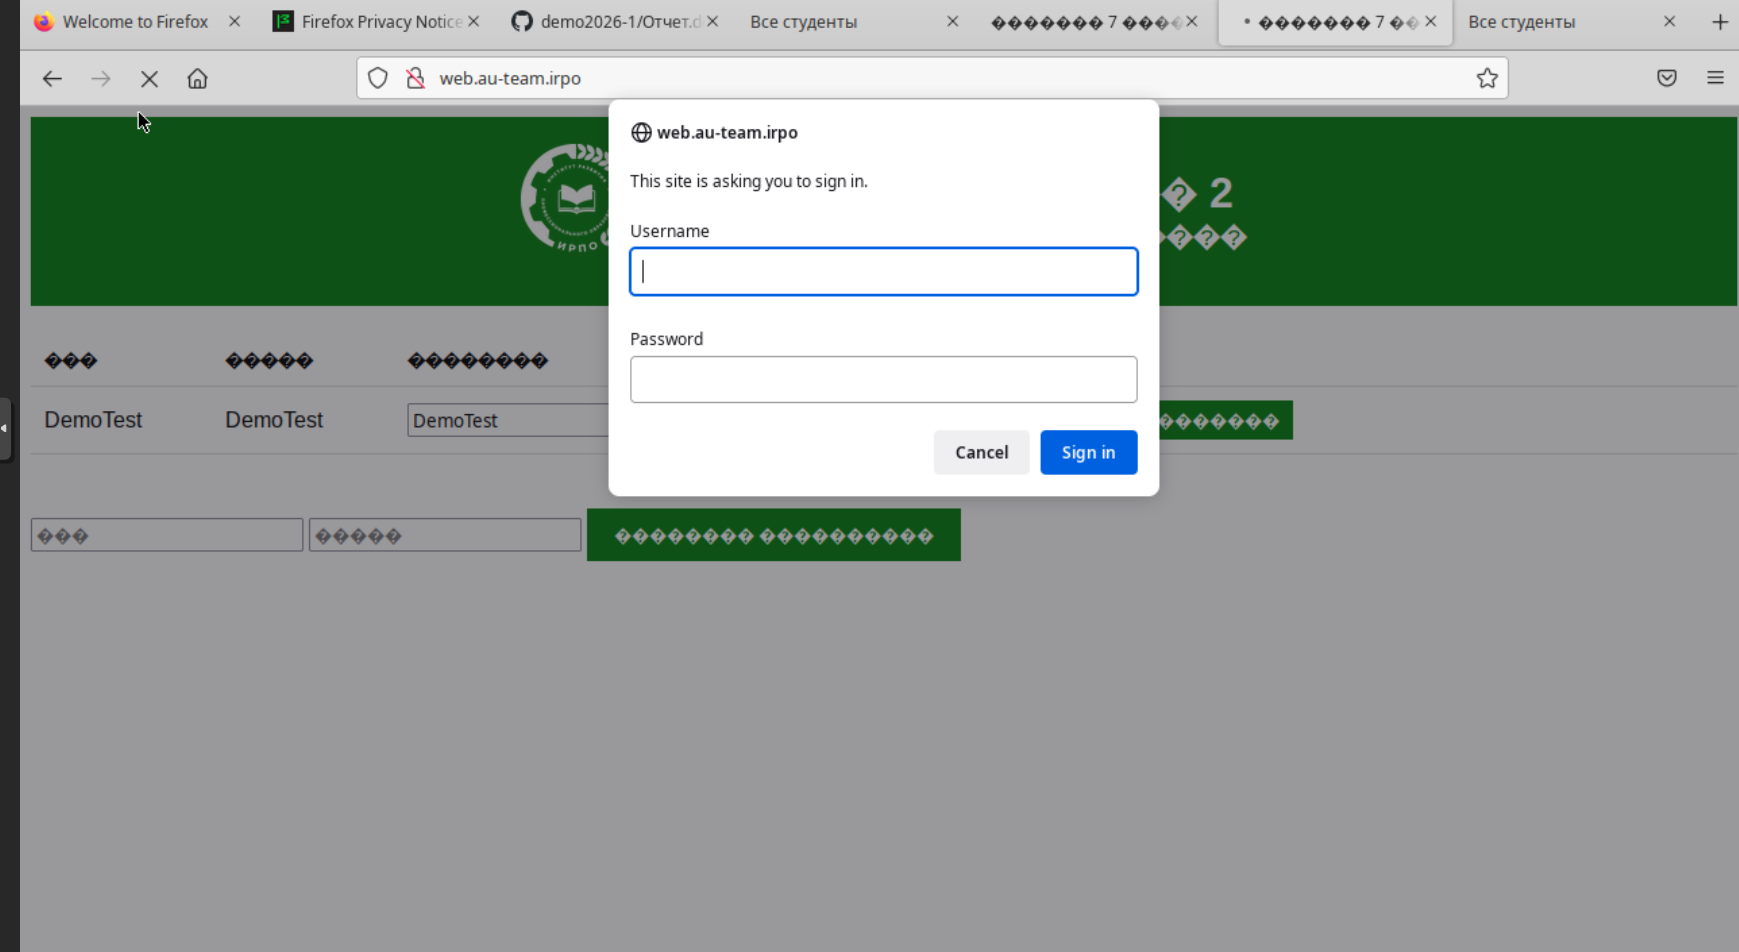 Welcome to Firefox
Firefox Privacy Notice
demo2026-1/Отчет.d
Все студенты
������� 7 ����
������� 7 ��
Все студенты
web.au-team.irpo
web.au-team.irpo
This site is asking you to sign in.
� 2
����
ИРПО
Username
Password
��� ����� ��������
DemoTest DemoTest DemoTest
�������
Cancel
Sign in
���
�����
�������� ����������